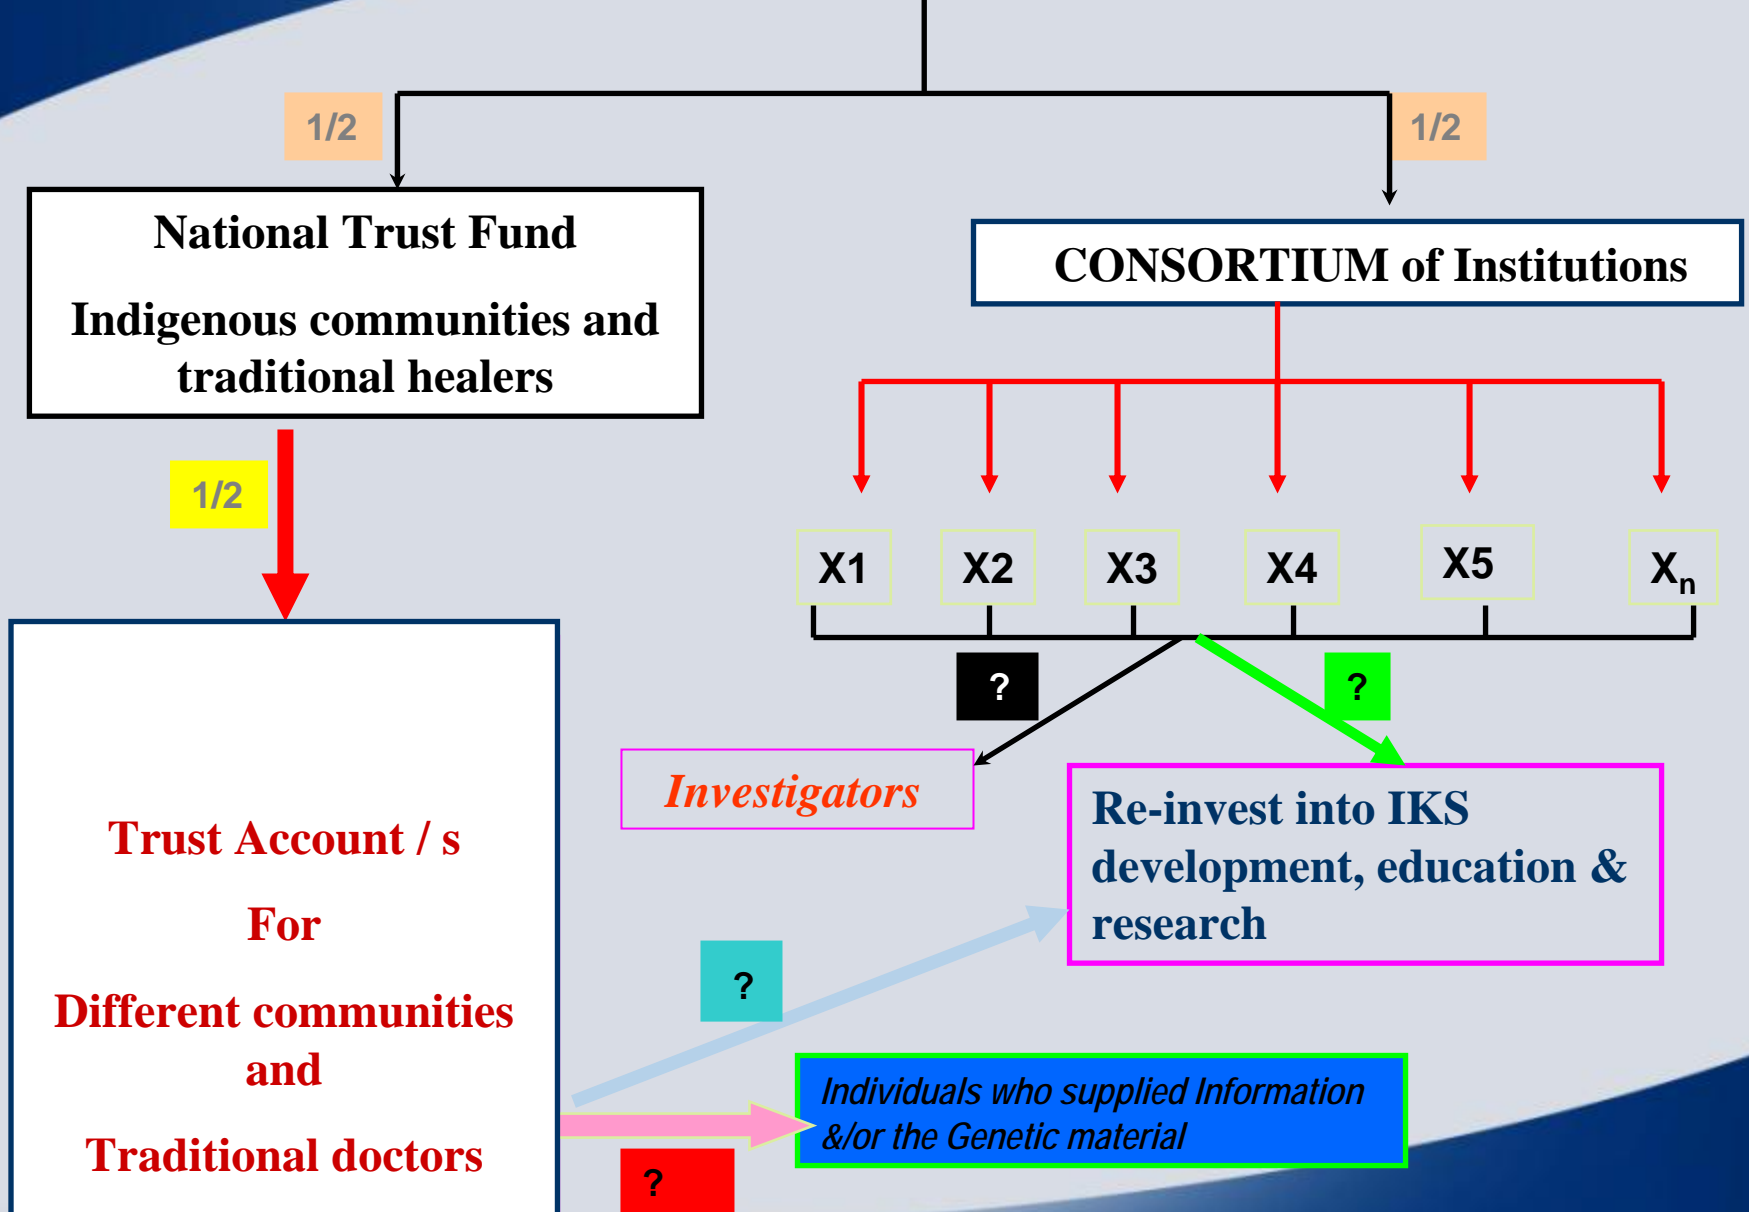 1/2
1/2
National Trust Fund
Indigenous communities and
traditional healers
CONSORTIUM of Institutions
1/2
X1
X2
X3
X4
X5
Xn
?
?
Investigators
Re-invest into IKS
development, education &
research
Trust Account / s
For
Different communities
and
Traditional doctors
?
Individuals who supplied Information
&/or the Genetic material
?